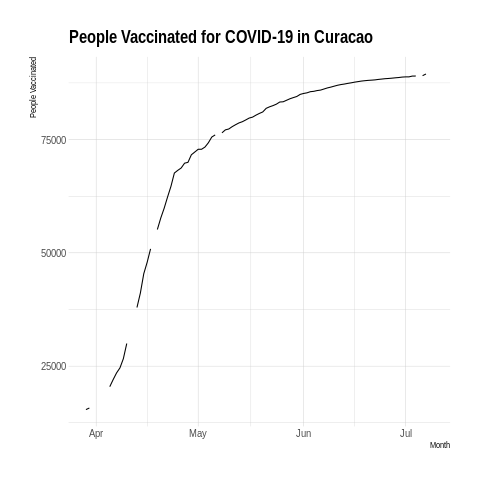 People Vaccinated for COVID-19 in Curacao
People Vaccinated
75000
50000
25000
Apr May Jun Jul
Month